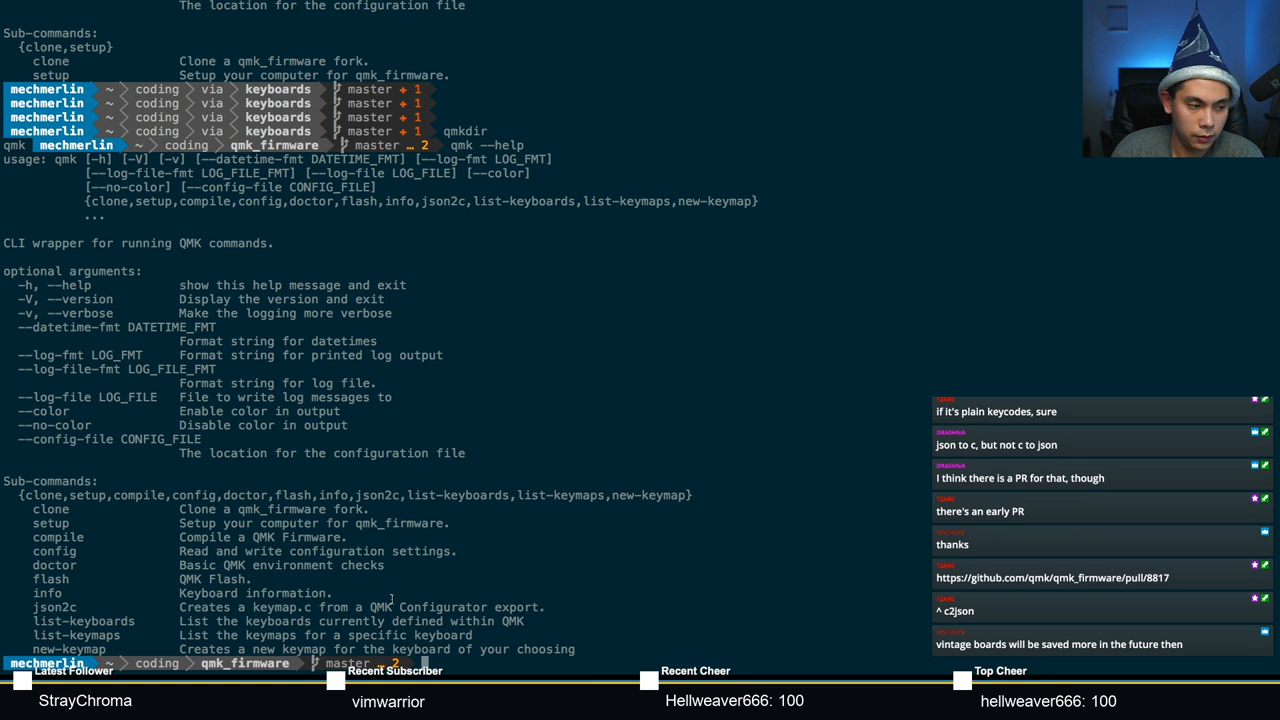 The location for the configuration file
Sub-commands:
{clone,setup}
clone Clone a qmk_firmware fork.
setup Setup your computer for qmk_firmware.
mechmerlin ~ coding via keyboards master + 1
mechmerlin ~ coding via keyboards master + 1
mechmerlin ~ coding via keyboards master + 1
mechmerlin ~ coding via keyboards master + 1 qmkdir
qmk mechmerlin ~ coding qmk_firmware master … 2 qmk --help
usage: qmk [-h] [-V] [-v] [--datetime-fmt DATETIME_FMT] [--log-fmt LOG_FMT]
[--log-file-fmt LOG_FILE_FMT] [--log-file LOG_FILE] [--color]
[--no-color] [--config-file CONFIG_FILE]
{clone,setup,compile,config,doctor,flash,info,json2c,list-keyboards,list-keymaps,new-keymap}
...
CLI wrapper for running QMK commands.
optional arguments:
-h, --help show this help message and exit
-V, --version Display the version and exit
-v, --verbose Make the logging more verbose
--datetime-fmt DATETIME_FMT
Format string for datetimes
--log-fmt LOG_FMT Format string for printed log output
--log-file-fmt LOG_FILE_FMT
Format string for log file.
--log-file LOG_FILE File to write log messages to
--color Enable color in output
--no-color Disable color in output
--config-file CONFIG_FILE
The location for the configuration file
Sub-commands:
{clone,setup,compile,config,doctor,flash,info,json2c,list-keyboards,list-keymaps,new-keymap}
clone Clone a qmk_firmware fork.
setup Setup your computer for qmk_firmware.
compile Compile a QMK Firmware.
config Read and write configuration settings.
doctor Basic QMK environment checks
flash QMK Flash.
info Keyboard information.
json2c Creates a keymap.c from a QMK Configurator export.
list-keyboards List the keyboards currently defined within QMK
list-keymaps List the keymaps for a specific keyboard
new-keymap Creates a new keymap for the keyboard of your choosing
mechmerlin ~ coding qmk_firmware master … 2
if it's plain keycodes, sure
DRASHNA
json to c, but not c to json
DRASHNA
I think there is a PR for that, though
there's an early PR
thanks
https://github.com/qmk/qmk_firmware/pull/8817
^ c2json
vintage boards will be saved more in the future then
Latest Follower
StrayChroma
Recent Subscriber
vimwarrior
Recent Cheer
Hellweaver666: 100
Top Cheer
hellweaver666: 100